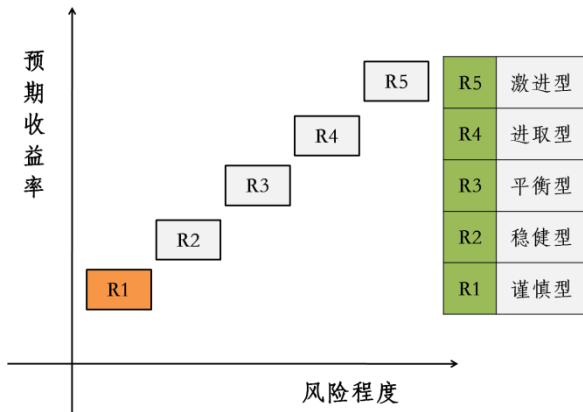 预期收益率
R5
R4
R3
R2
R1
风险程度
R5 激进型
R4 进取型
R3 平衡型
R2 稳健型
R1 谨慎型